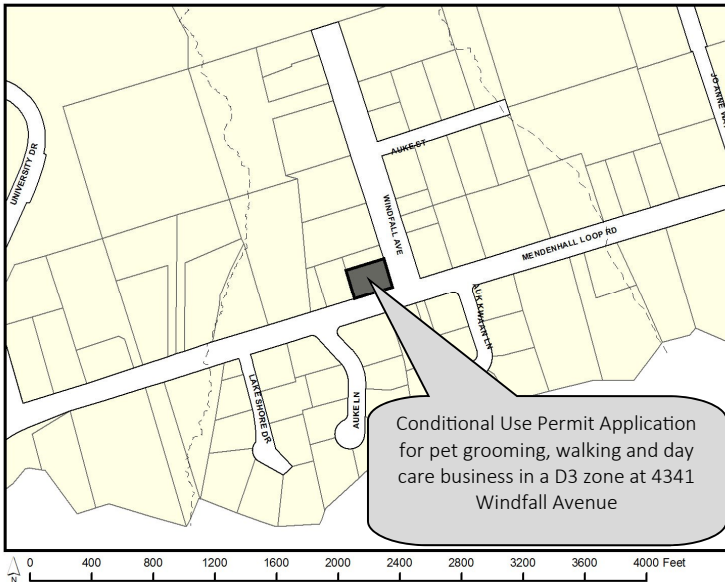 UNIVERSITY DR
WINDFALL AVE
AUKE ST
JO ANNE WAY
MENDENHALL LOOP RD
AUK KWAAN LN
LAKE SHORE DR
AUKE LN
Conditional Use Permit Application
for pet grooming, walking and day
care business in a D3 zone at 4341
Windfall Avenue
N
0 400 800 1200 1600 2000 2400 2800 3200 3600 4000 Feet